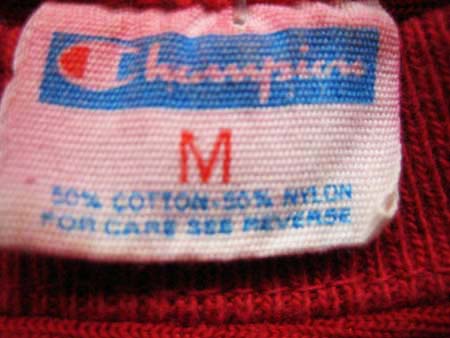 Champion
M
50% COTTON-50% NYLON
FOR CARE SEE REVERSE